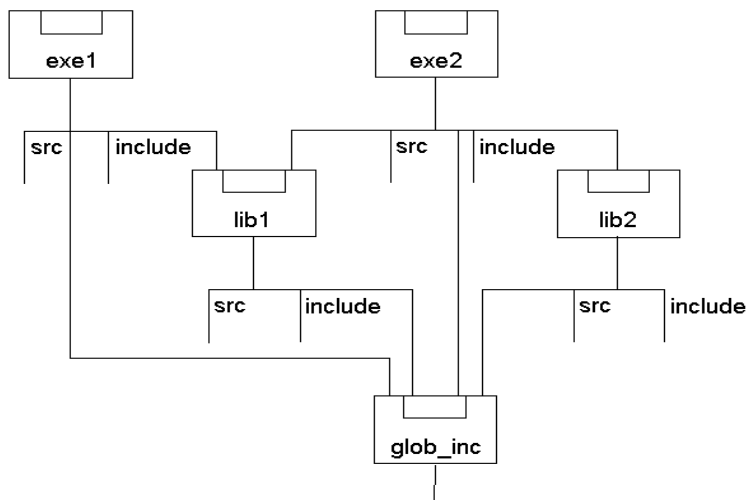 exe1
exe2
src
include
src
include
lib1
lib2
src
include
src
include
glob_inc